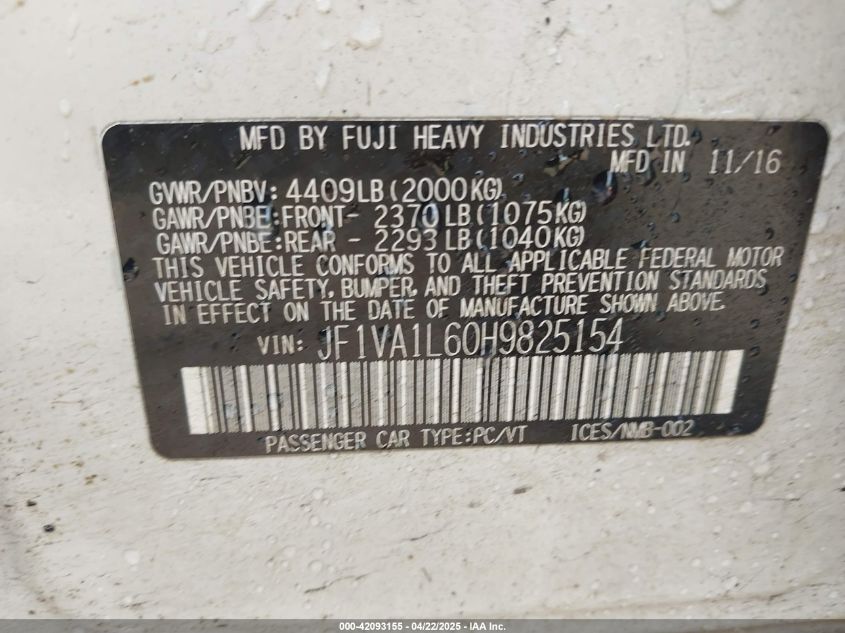 MFD BY FUJI HEAVY INDUSTRIES LTD.
MFD IN 11/16
GVWR/PNBV: 4409LB(2000KG)
GAWR/PNBE:FRONT- 2370LB(1075KG)
GAWR/PNBE:REAR - 2293LB(1040KG)
THIS VEHICLE CONFORMS TO ALL APPLICABLE FEDERAL MOTOR
VEHICLE SAFETY, BUMPER, AND THEFT PREVENTION STANDARDS
IN EFFECT ON THE DATE OF MANUFACTURE SHOWN ABOVE.
VIN: JF1VA1L60H9825154
PASSENGER CAR TYPE:PC/VT ICES/NMB-002
000-42093155 - 04/22/2025 - IAA Inc.